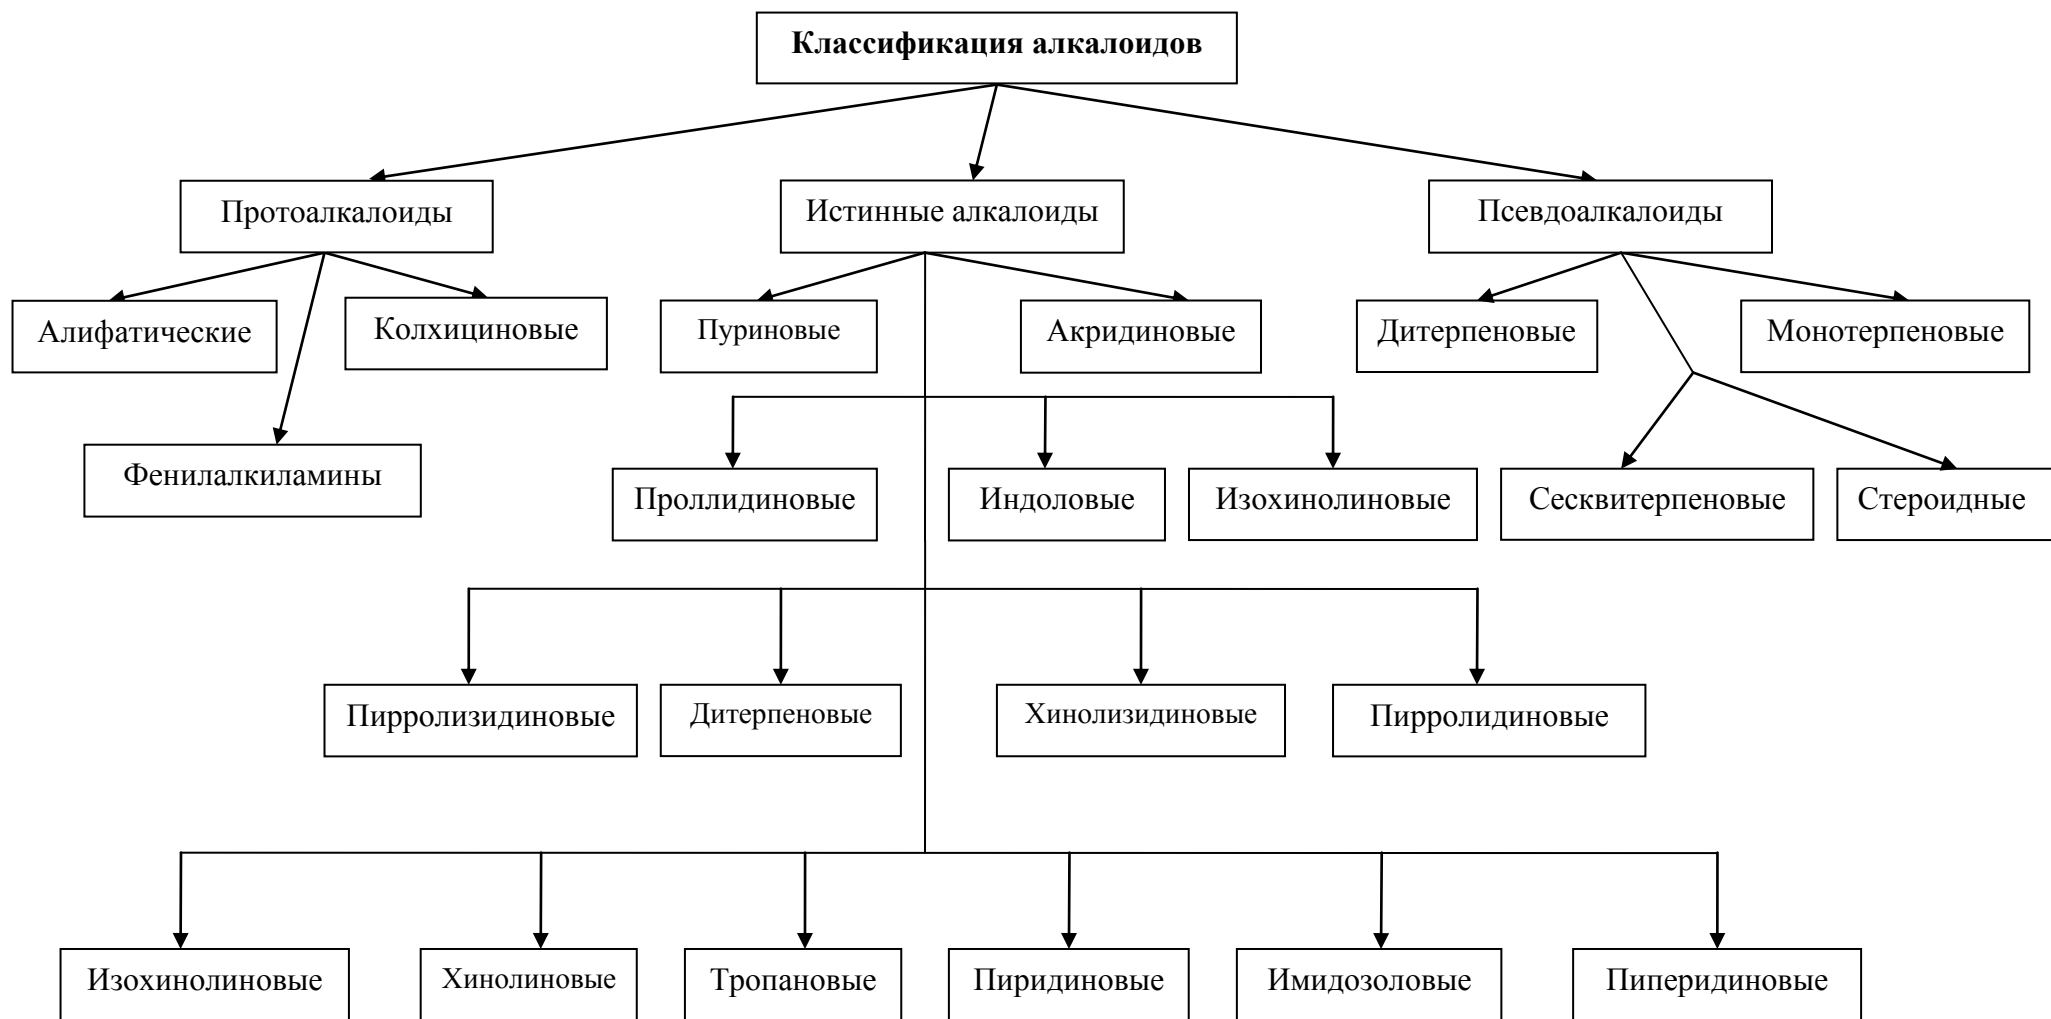 Классификация алкалоидов
Протоалкалоиды
Истинные алкалоиды
Псевдоалкалоиды
Алифатические
Колхициновые
Пуриновые
Акридиновые
Дитерпеновые
Монотерпеновые
Фенилалкиламины
Проллидиновые
Индоловые
Изохинолиновые
Сесквитерпеновые
Стероидные
Пирролизидиновые
Дитерпеновые
Хинолизидиновые
Пирролидиновые
Изохинолиновые
Хинолиновые
Тропановые
Пиридиновые
Имидозоловые
Пиперидиновые